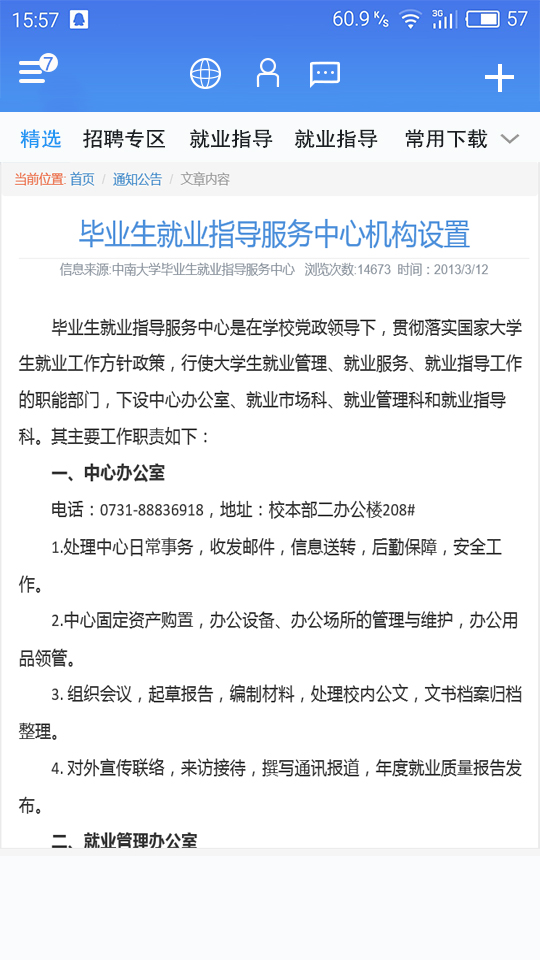 15:57 60.9 K/s 3G 57
7
精选 招聘专区 就业指导 就业指导 常用下载
当前位置: 首页 / 通知公告 / 文章内容
毕业生就业指导服务中心机构设置
信息来源:中南大学毕业生就业指导服务中心 浏览次数:14673 时间：2013/3/12
毕业生就业指导服务中心是在学校党政领导下，贯彻落实国家大学
生就业工作方针政策，行使大学生就业管理、就业服务、就业指导工作
的职能部门，下设中心办公室、就业市场科、就业管理科和就业指导
科。其主要工作职责如下：
一、中心办公室
电话：0731-88836918，地址：校本部二办公楼208#
1.处理中心日常事务，收发邮件，信息送转，后勤保障，安全工
作。
2.中心固定资产购置，办公设备、办公场所的管理与维护，办公用
品领管。
3. 组织会议，起草报告，编制材料，处理校内公文，文书档案归档
整理。
4. 对外宣传联络，来访接待，撰写通讯报道，年度就业质量报告发
布。
二、就业管理办公室